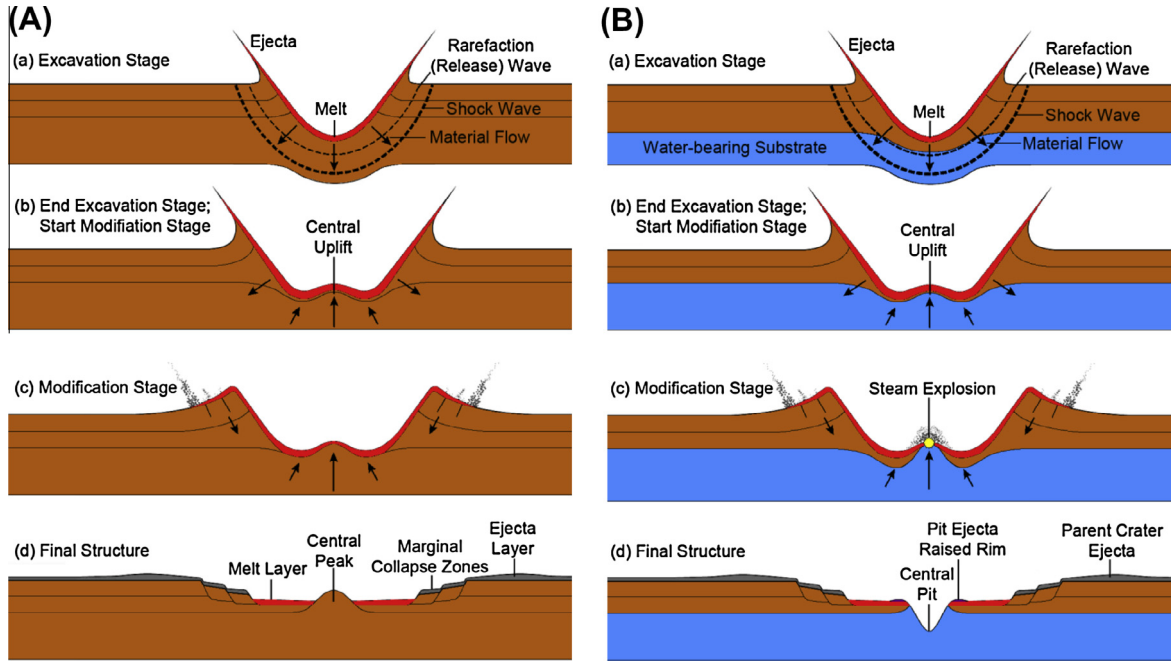 (A)
(a) Excavation Stage
Ejecta
Rarefaction
(Release) Wave
Melt
Shock Wave
Material Flow
(b) End Excavation Stage;
Start Modifiation Stage
Central
Uplift
(c) Modification Stage
(d) Final Structure
Melt Layer
Central
Peak
Marginal
Collapse Zones
Ejecta
Layer
(B)
(a) Excavation Stage
Ejecta
Rarefaction
(Release) Wave
Melt
Shock Wave
Water-bearing Substrate
Material Flow
(b) End Excavation Stage;
Start Modifiation Stage
Central
Uplift
(c) Modification Stage
Steam Explosion
(d) Final Structure
Pit Ejecta
Raised Rim
Central
Pit
Parent Crater
Ejecta